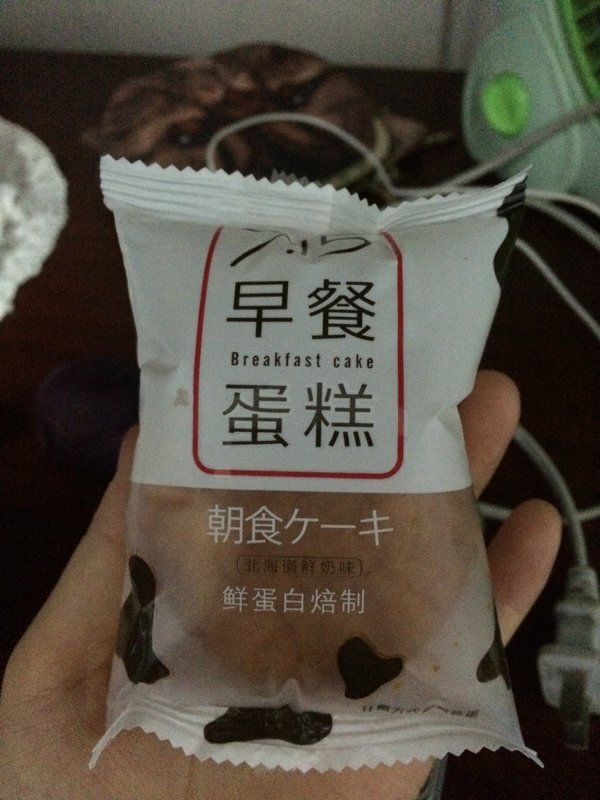 早餐
Breakfast cake
蛋糕
朝食ケーキ
北海道鲜奶味
鲜蛋白焙制